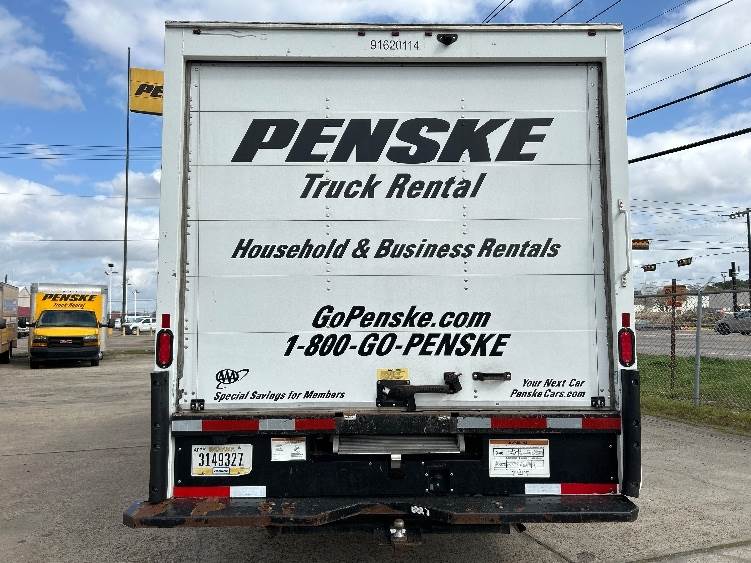 91620114
PENSKE
Truck Rental
Household & Business Rentals
GoPenske.com
1-800-GO-PENSKE
AAA
Special Savings for Members
Your Next Car
PenskeCars.com
3149327
PENSKE
Truck Rental
GMC